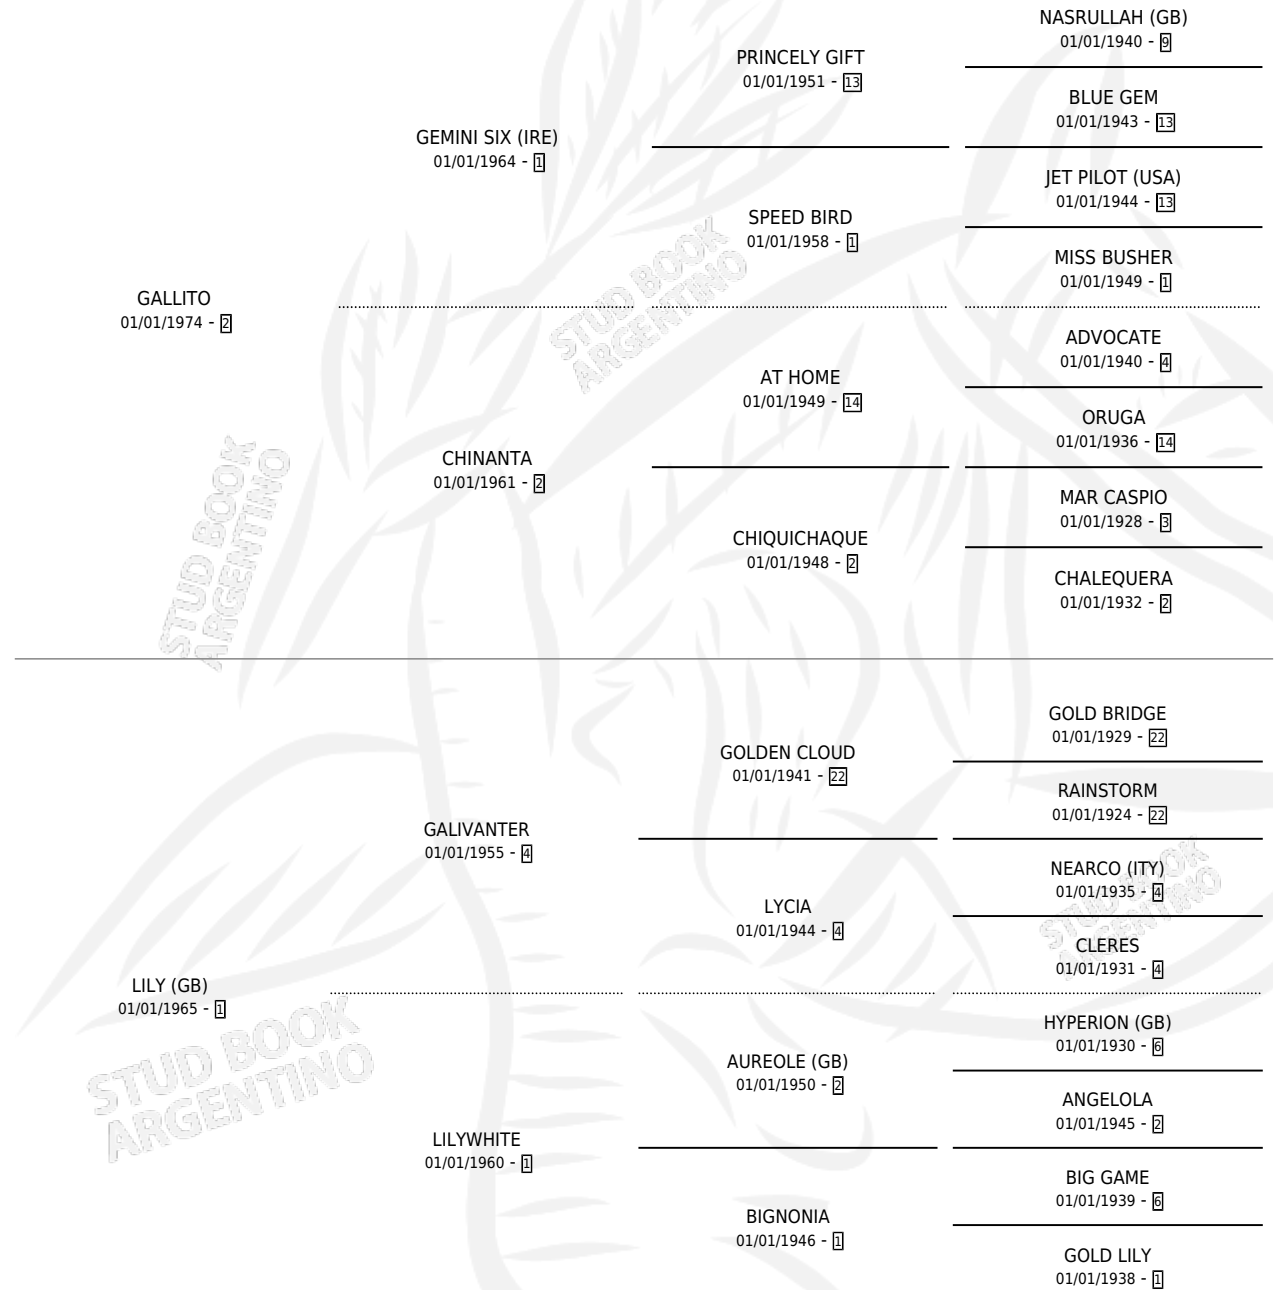 NASRULLAH (GB)
01/01/1940 - 9
PRINCELY GIFT
01/01/1951 - 13
BLUE GEM
01/01/1943 - 13
GEMINI SIX (IRE)
01/01/1964 - 1
JET PILOT (USA)
01/01/1944 - 13
SPEED BIRD
01/01/1958 - 1
MISS BUSHER
01/01/1949 - 1
GALLITO
01/01/1974 - 2
ADVOCATE
01/01/1940 - 4
AT HOME
01/01/1949 - 14
ORUGA
01/01/1936 - 14
CHINANTA
01/01/1961 - 2
MAR CASPIO
01/01/1928 - 3
CHIQUICHAQUE
01/01/1948 - 2
CHALEQUERA
01/01/1932 - 2
STUD BOOK
ARGENTINO
STUD BOOK
ARGENTINO
GOLD BRIDGE
01/01/1929 - 22
GOLDEN CLOUD
01/01/1941 - 22
RAINSTORM
01/01/1924 - 22
GALIVANTER
01/01/1955 - 4
NEARCO (ITY)
01/01/1935 - 4
LYCIA
01/01/1944 - 4
CLERES
01/01/1931 - 4
LILY (GB)
01/01/1965 - 1
HYPERION (GB)
01/01/1930 - 6
AUREOLE (GB)
01/01/1950 - 2
ANGELOLA
01/01/1945 - 2
LILYWHITE
01/01/1960 - 1
BIG GAME
01/01/1939 - 6
BIGNONIA
01/01/1946 - 1
GOLD LILY
01/01/1938 - 1
STUD BOOK
ARGENTINO
STUD BOOK
ARGENTINO